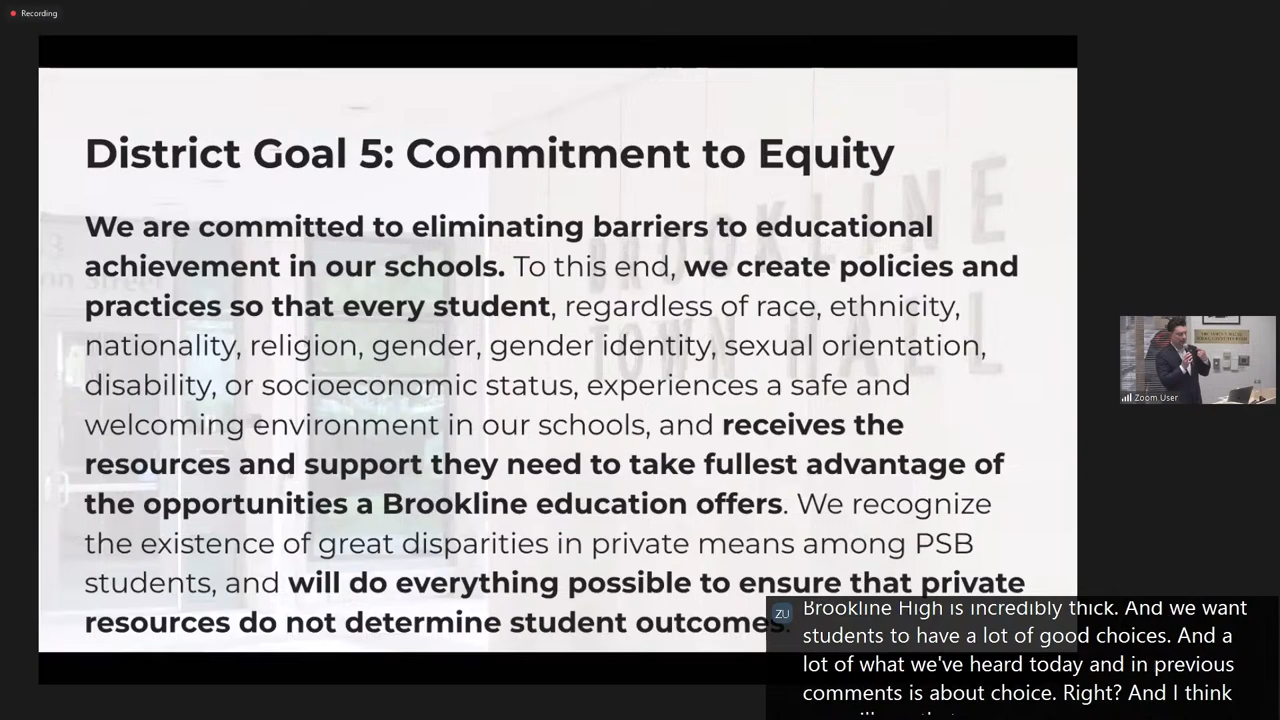 Recording
District Goal 5: Commitment to Equity
We are committed to eliminating barriers to educational
achievement in our schools. To this end, we create policies and
practices so that every student, regardless of race, ethnicity,
nationality, religion, gender, gender identity, sexual orientation,
disability, or socioeconomic status, experiences a safe and
welcoming environment in our schools, and receives the
resources and support they need to take fullest advantage of
the opportunities a Brookline education offers. We recognize
the existence of great disparities in private means among PSB
students, and will do everything possible to ensure that private
resources do not determine student outcomes.
BROOKLINE
TOWN HALL
Zoom User
ZU
Brookline High is incredibly thick. And we want
students to have a lot of good choices. And a
lot of what we've heard today and in previous
comments is about choice. Right? And I think